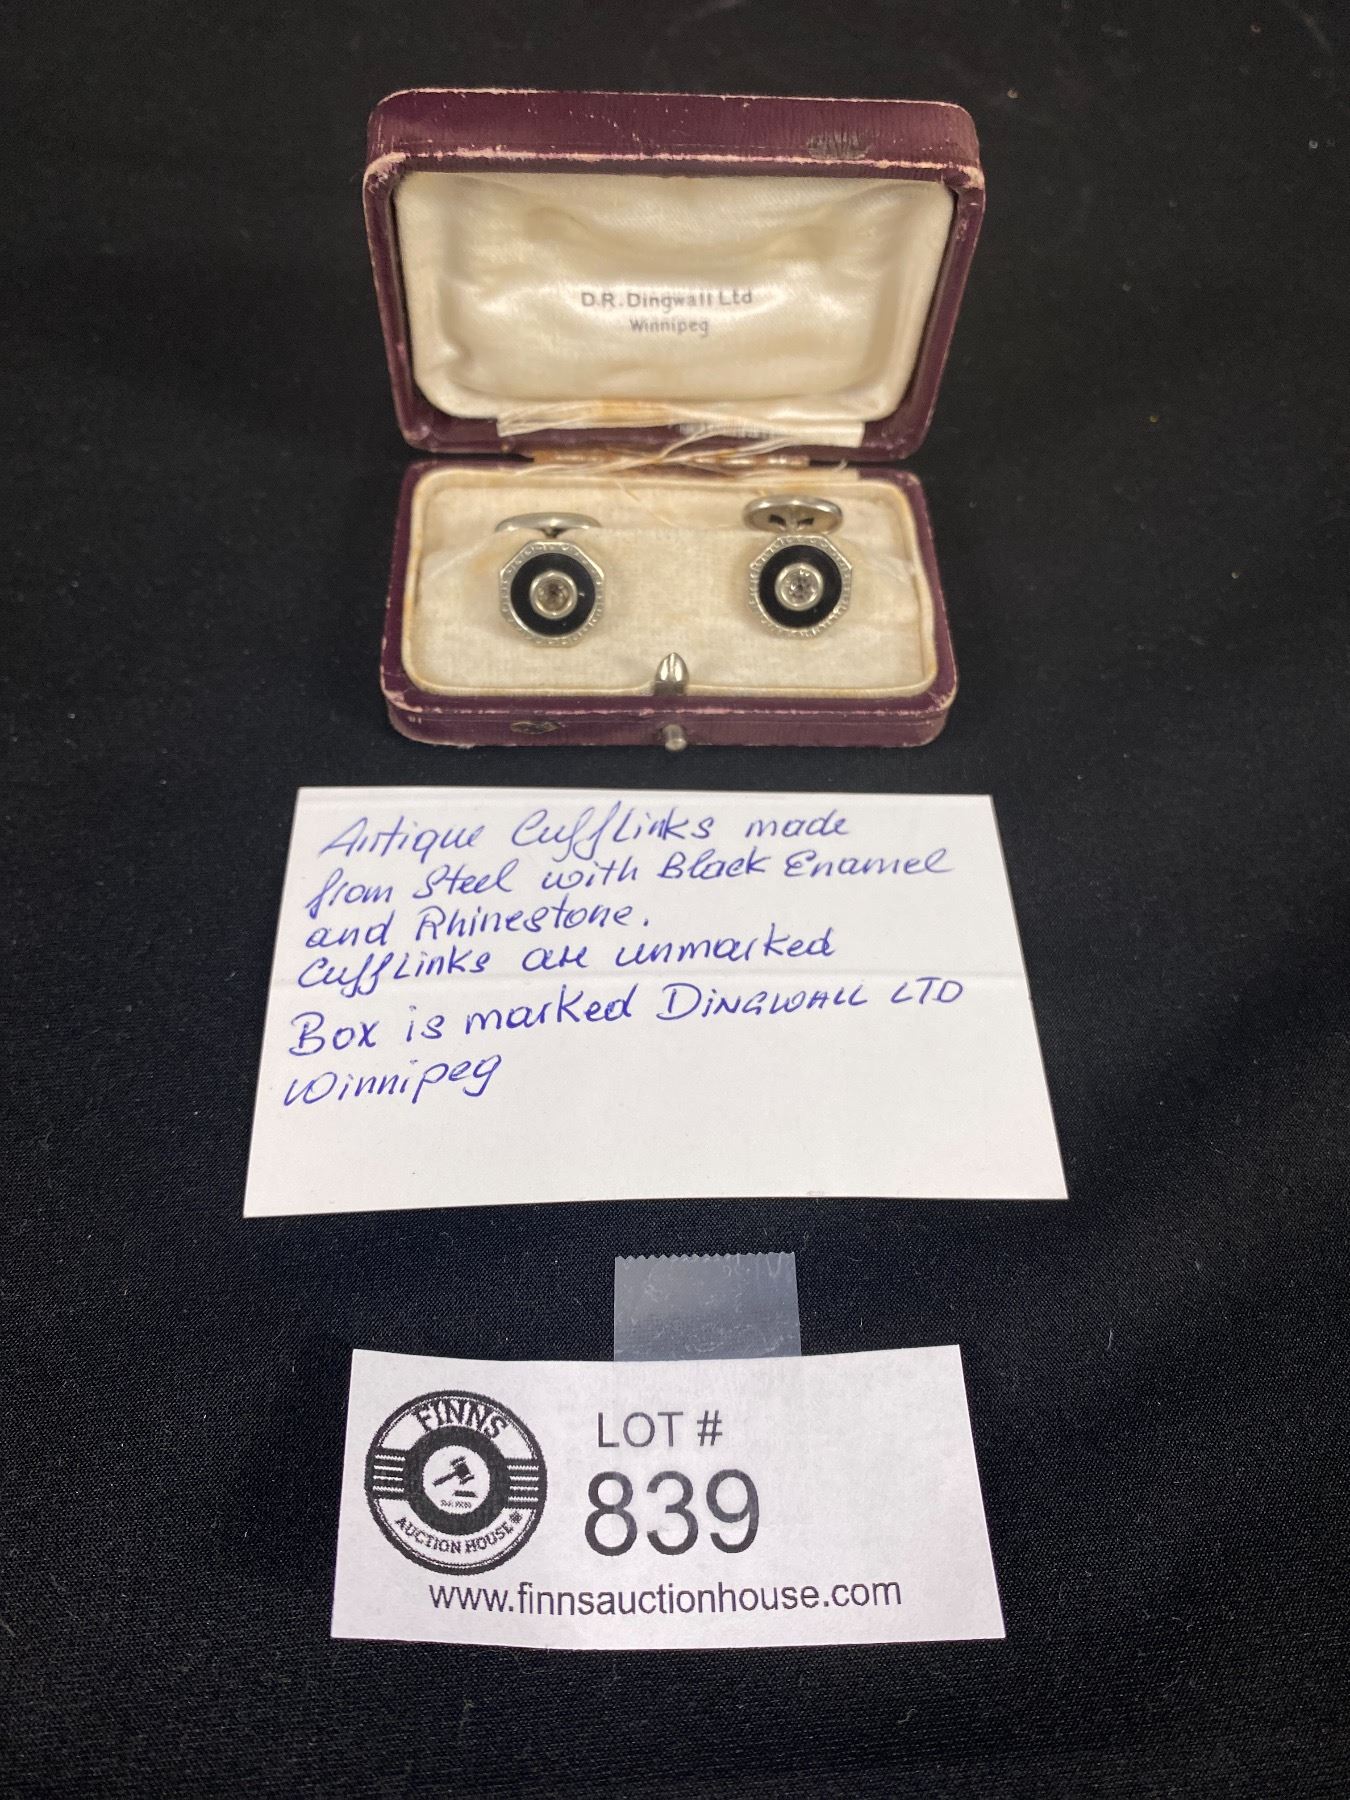 D.R.Dingwall Ltd
Winnipeg
Antique CuffLinks made
from Steel with Black Enamel
and Rhinestone.
CuffLinks are unmarked
Box is marked DINGWALL LTD
Winnipeg
FINNS
AUCTION HOUSE
LOT #
839
www.finnsauctionhouse.com